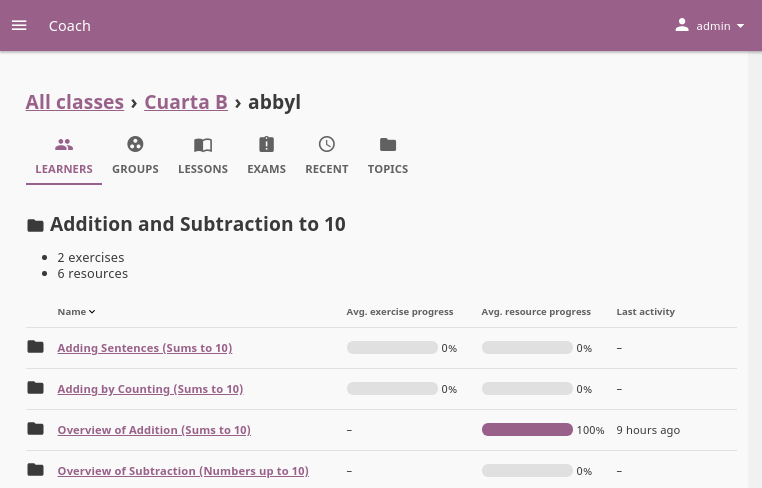 Coach
admin
All classes › Cuarta B › abbyl
LEARNERS GROUPS LESSONS EXAMS RECENT TOPICS
Addition and Subtraction to 10
• 2 exercises
• 6 resources
Name Avg. exercise progress Avg. resource progress Last activity
Adding Sentences (Sums to 10) 0% 0% –
Adding by Counting (Sums to 10) 0% 0% –
Overview of Addition (Sums to 10) – 100% 9 hours ago
Overview of Subtraction (Numbers up to 10) – 0% –